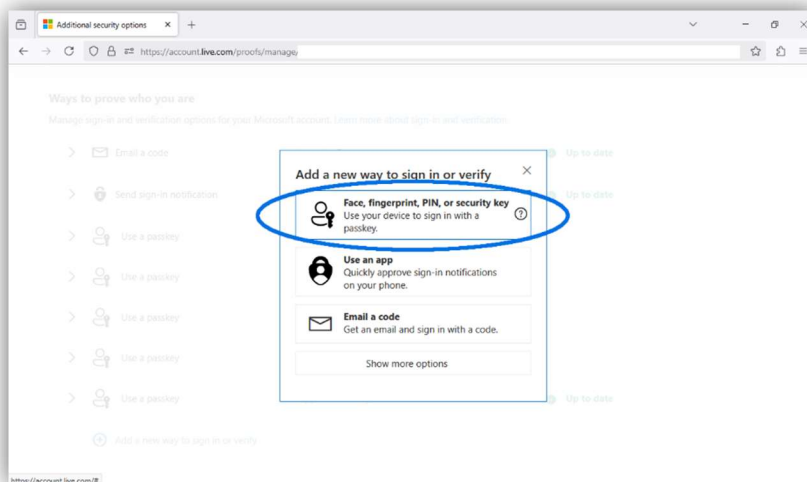 Additional security options
https://account.live.com/proofs/manage/
Ways to prove who you are
Manage sign-in and verification options for your Microsoft account. Learn more about sign-in and verification.
Email a code
Up to date
Send sign-in notification
Up to date
Use a passkey
Use a passkey
Use a passkey
Use a passkey
Use a passkey
Up to date
Add a new way to sign in or verify
Add a new way to sign in or verify
Face, fingerprint, PIN, or security key
Use your device to sign in with a
passkey.
Use an app
Quickly approve sign-in notifications
on your phone.
Email a code
Get an email and sign in with a code.
Show more options
https://account.live.com/#